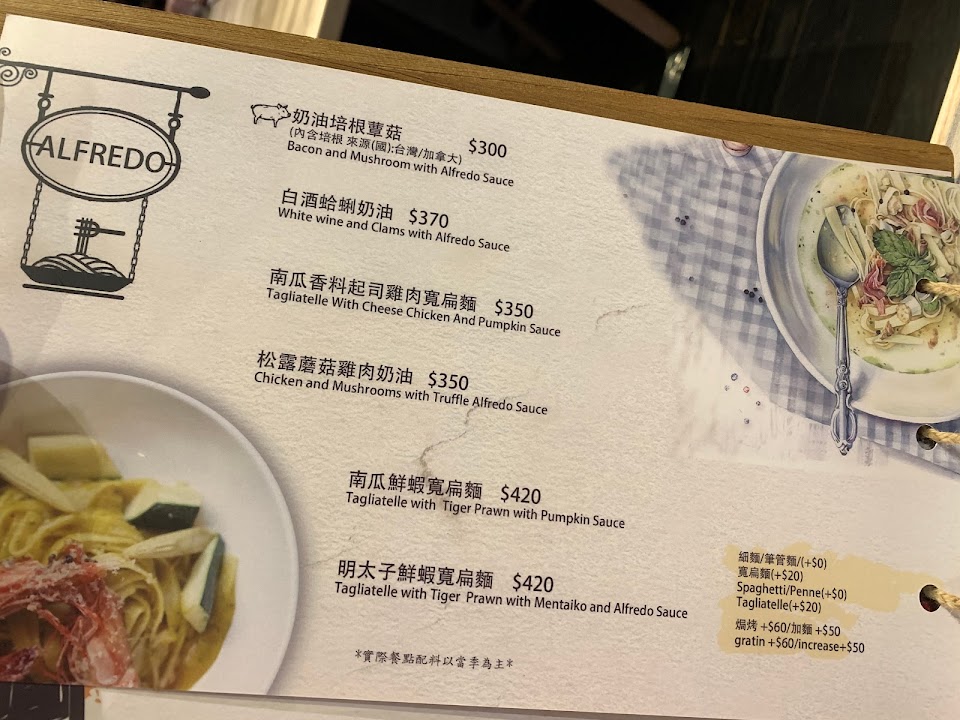 ALFREDO
奶油培根蕈菇 $300
(內含培根 來源(國):台灣/加拿大)
Bacon and Mushroom with Alfredo Sauce
白酒蛤蜊奶油 $370
White wine and Clams with Alfredo Sauce
南瓜香料起司雞肉寬扁麵 $350
Tagliatelle With Cheese Chicken And Pumpkin Sauce
松露蘑菇雞肉奶油 $350
Chicken and Mushrooms with Truffle Alfredo Sauce
南瓜鮮蝦寬扁麵 $420
Tagliatelle with Tiger Prawn with Pumpkin Sauce
明太子鮮蝦寬扁麵 $420
Tagliatelle with Tiger Prawn with Mentaiko and Alfredo Sauce
*實際餐點配料以當季為主*
細麵/筆管麵/(+$0)
寬扁麵(+$20)
Spaghetti/Penne(+$0)
Tagliatelle(+$20)
焗烤 +$60/加麵 +$50
gratin +$60/increase+$50